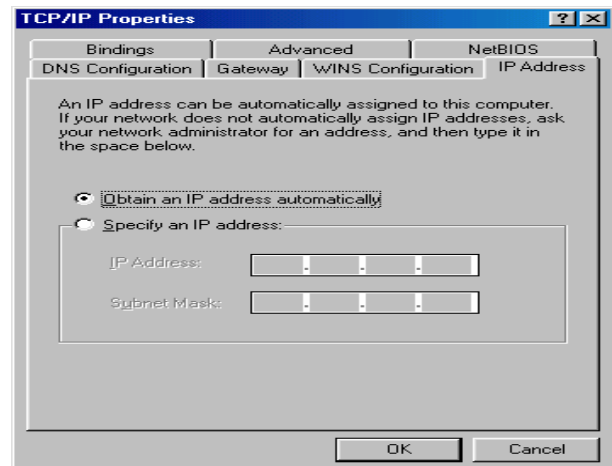 TCP/IP Properties
Bindings Advanced NetBIOS
DNS Configuration Gateway WINS Configuration IP Address
An IP address can be automatically assigned to this computer.
If your network does not automatically assign IP addresses, ask
your network administrator for an address, and then type it in
the space below.
Obtain an IP address automatically
Specify an IP address:
IP Address:
Subnet Mask:
OK Cancel